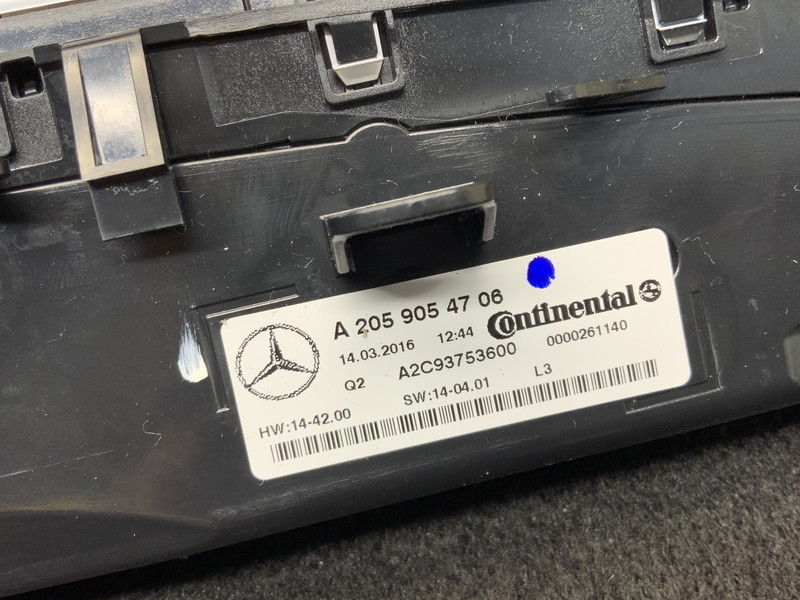 A 205 905 47 06
14.03.2016 12:44 Continental
Q2 A2C93753600 0000261140
HW:14-42.00 SW:14-04.01 L3